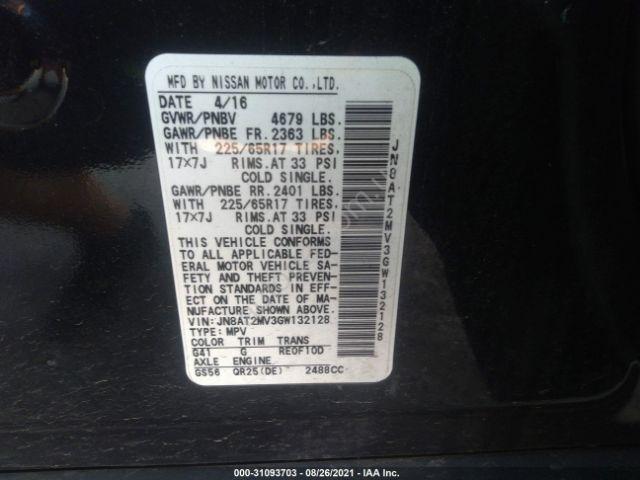 MFD BY NISSAN MOTOR CO.,LTD.
DATE 4/16
GVWR/PNBV 4679 LBS.
GAWR/PNBE FR. 2363 LBS.
WITH 225/65R17 TIRES,
17×7J RIMS.AT 33 PSI
COLD SINGLE.
GAWR/PNBE RR. 2401 LBS.
WITH 225/65R17 TIRES,
17×7J RIMS.AT 33 PSI
COLD SINGLE.
THIS VEHICLE CONFORMS
TO ALL APPLICABLE FED-
ERAL MOTOR VEHICLE SA-
FETY AND THEFT PREVEN-
TION STANDARDS IN EFF-
ECT ON THE DATE OF MA-
NUFACTURE SHOWN ABOVE.
VIN:JN8AT2MV3GW132128
TYPE: MPV
COLOR TRIM TRANS
G41 G RE0F10D
AXLE ENGINE
GS56 QR25(DE) 2488CC
JN8AT2MV3GW132128
000-31093703 - 08/26/2021 - IAA Inc.